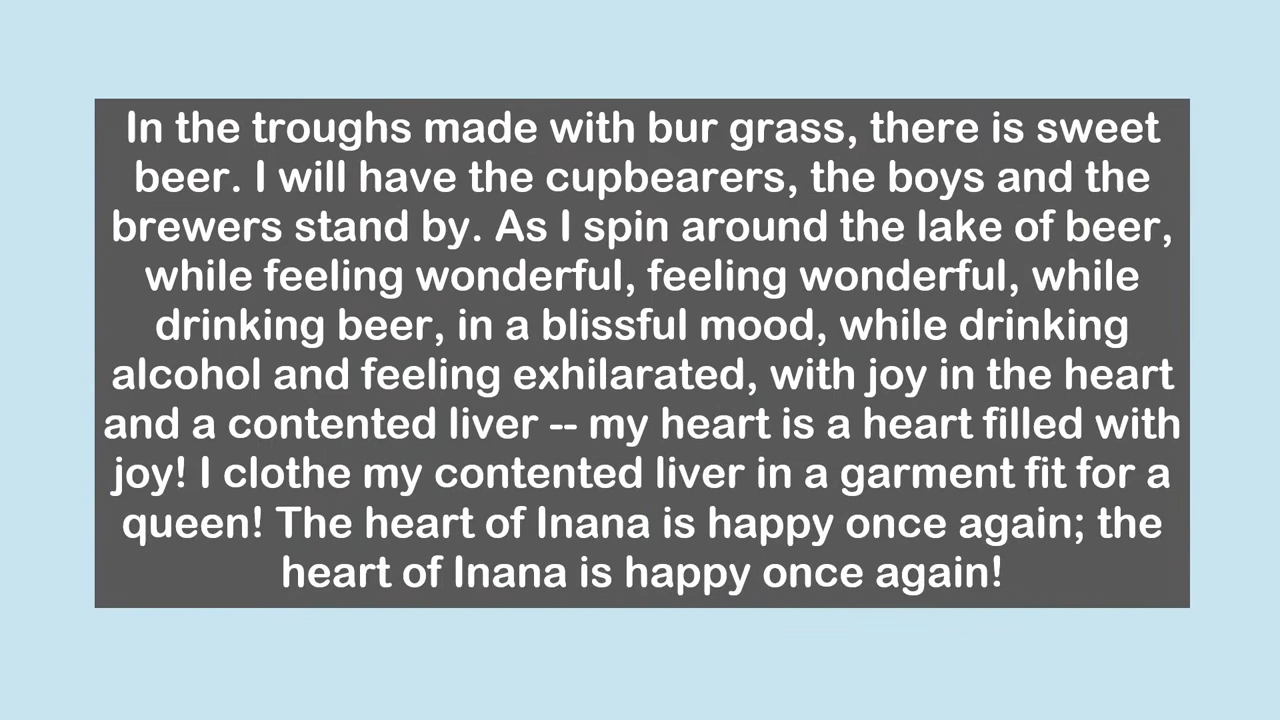 In the troughs made with bur grass, there is sweet
beer. I will have the cupbearers, the boys and the
brewers stand by. As I spin around the lake of beer,
while feeling wonderful, feeling wonderful, while
drinking beer, in a blissful mood, while drinking
alcohol and feeling exhilarated, with joy in the heart
and a contented liver -- my heart is a heart filled with
joy! I clothe my contented liver in a garment fit for a
queen! The heart of Inana is happy once again; the
heart of Inana is happy once again!